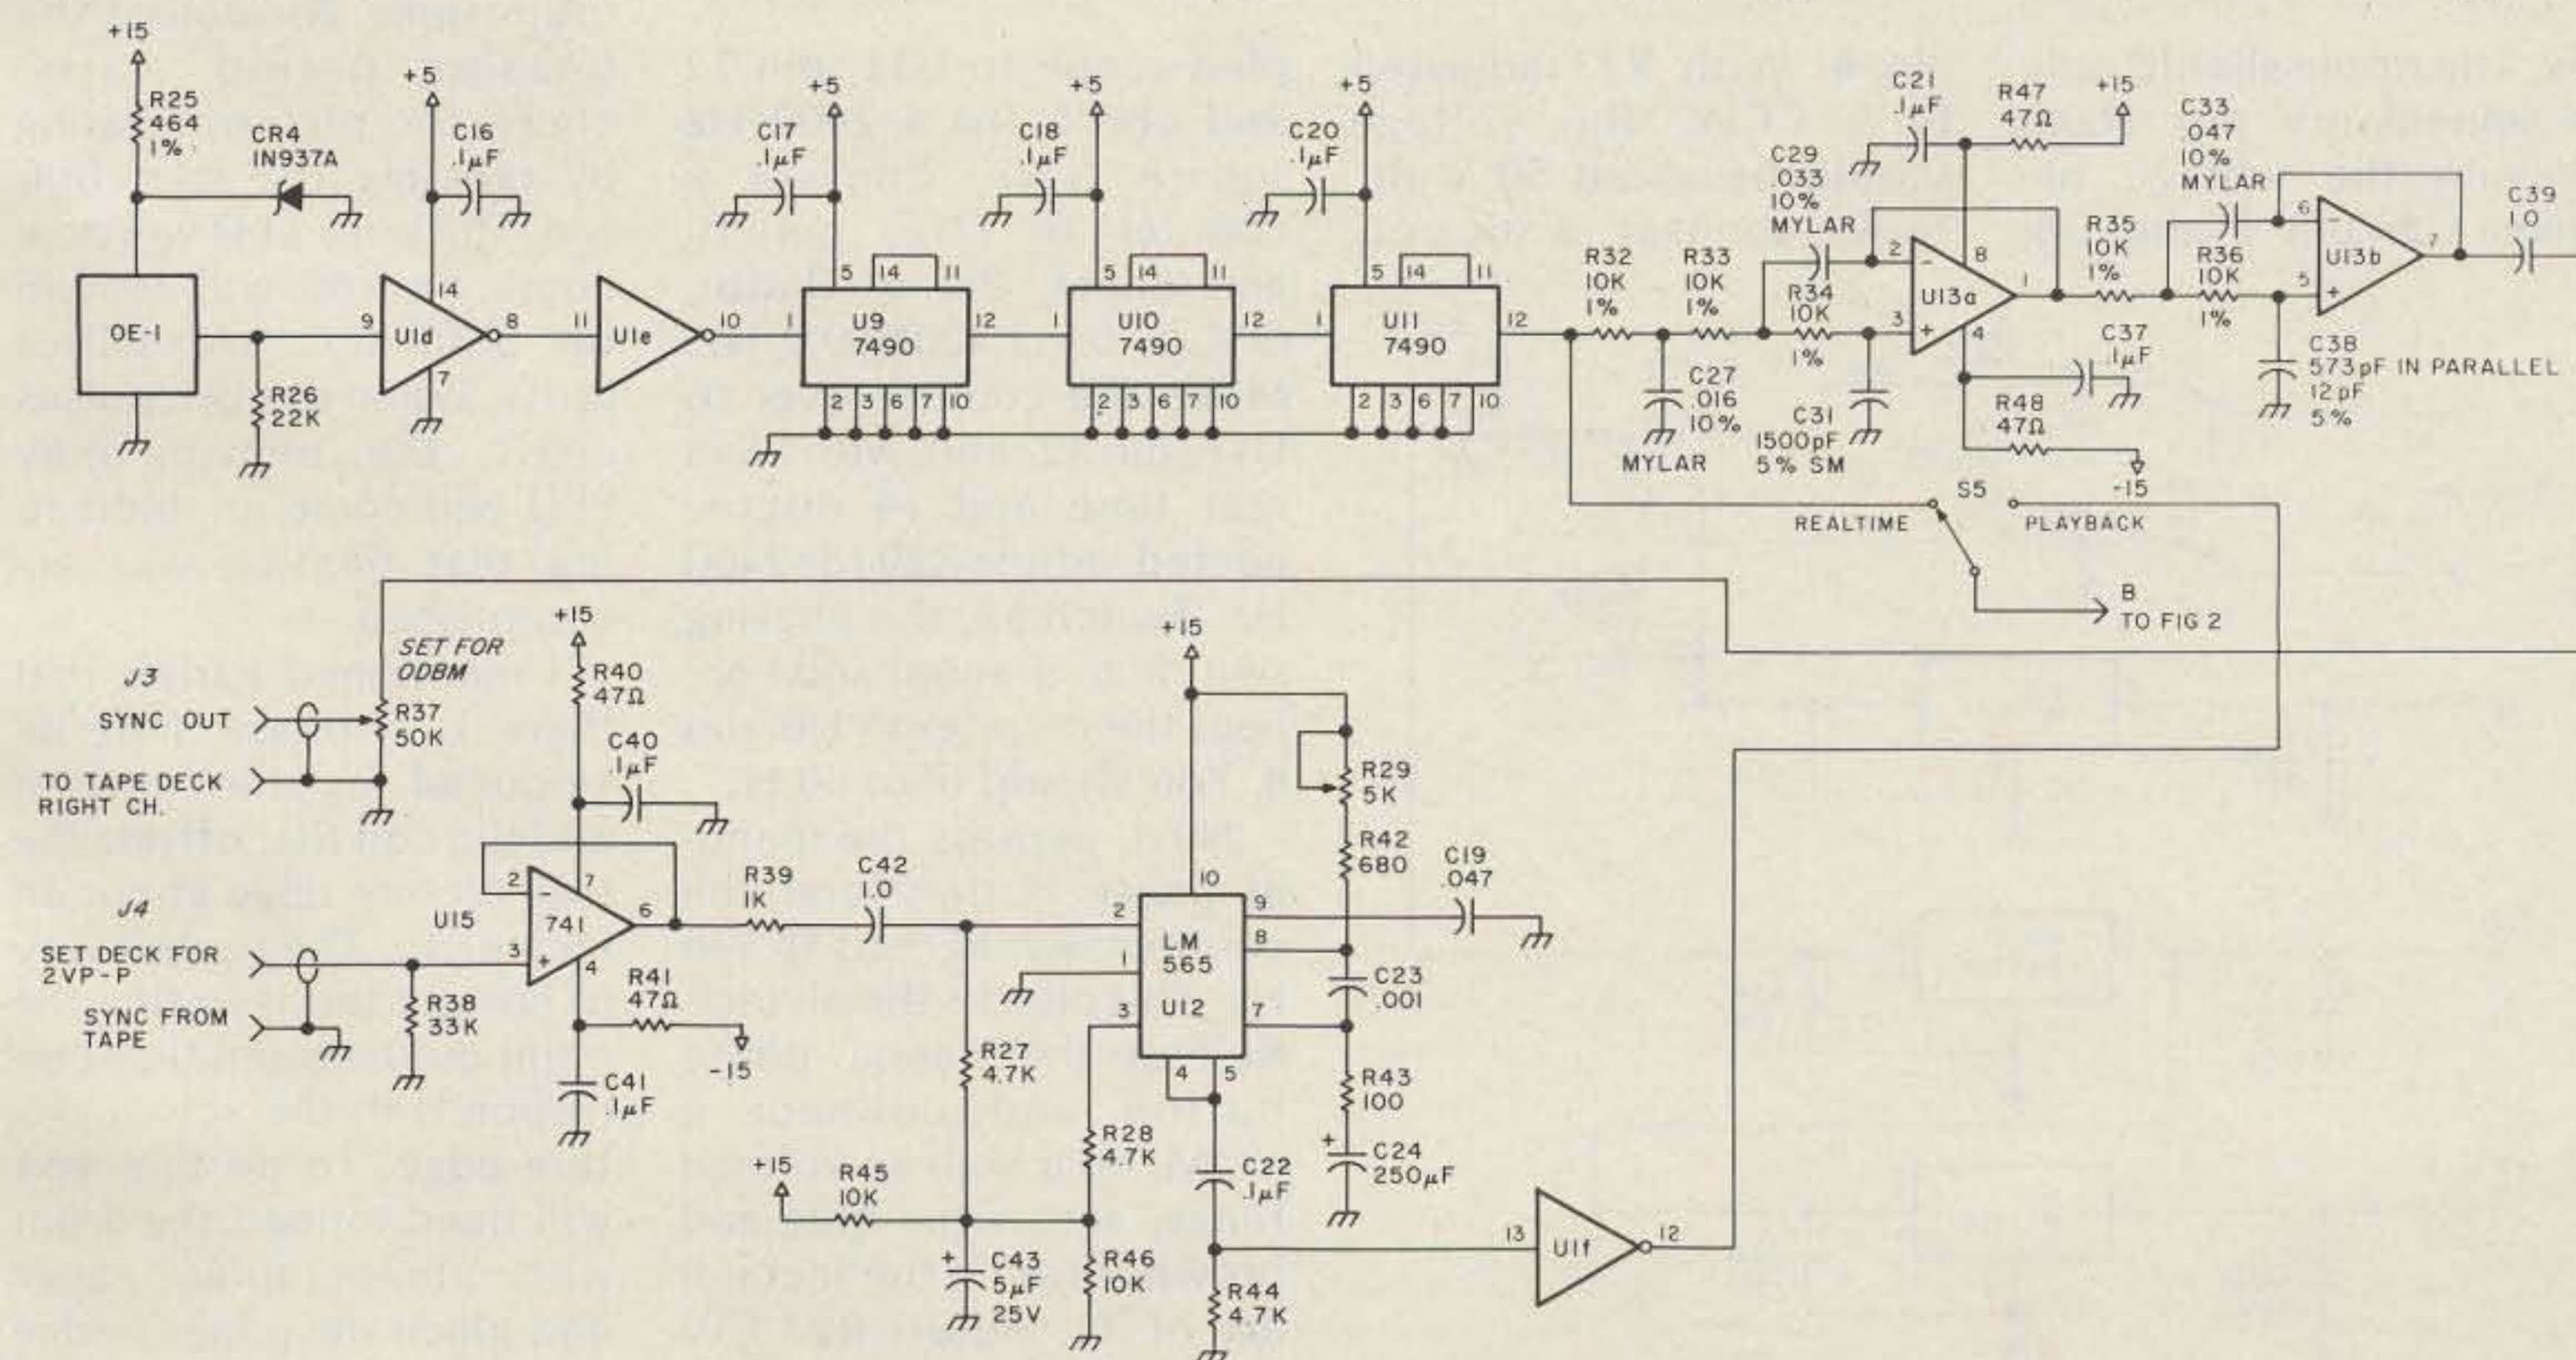 +15
R25
464
1%
CR4
IN937A
OE-1
R26
22K
+5
C16
.1µF
14
9
U1d
8
7
11
U1e
10
+5
C17
.1µF
5
14
11
1
U9
7490
12
2 3 6 7 10
+5
C18
.1µF
5
14
11
1
U10
7490
12
2 3 6 7 10
+5
C20
.1µF
5
14
11
1
U11
7490
12
2 3 6 7 10
R32
10K
1%
R33
10K
1%
C27
.016
10%
MYLAR
C29
.033
10%
MYLAR
R34
10K
1%
C31
1500pF
5% SM
C21
.1µF
R47
47Ω
+15
2
8
U13a
1
3
4
C37
.1µF
R48
47Ω
-15
R35
10K
1%
C33
.047
10%
MYLAR
R36
10K
1%
6
U13b
7
5
C38
573pF IN PARALLEL
12pF
5%
C39
1.0
S5
REALTIME
PLAYBACK
B
TO FIG 2
J3
SYNC OUT
TO TAPE DECK
RIGHT CH.
SET FOR
0DBM
R37
50K
J4
SET DECK FOR
2VP-P
SYNC FROM
TAPE
R38
33K
+15
R40
47Ω
C40
.1µF
U15
2
7
741
6
3
4
R41
47Ω
-15
C41
.1µF
R39
1K
C42
1.0
R27
4.7K
+15
R45
10K
C43
5µF
25V
R28
4.7K
R46
10K
+15
10
2
1
3
LM
565
U12
9
8
7
4
5
R29
5K
R42
680
C19
.047
C23
.001
R43
100
+
C24
250µF
C22
.1µF
R44
4.7K
13
U1f
12